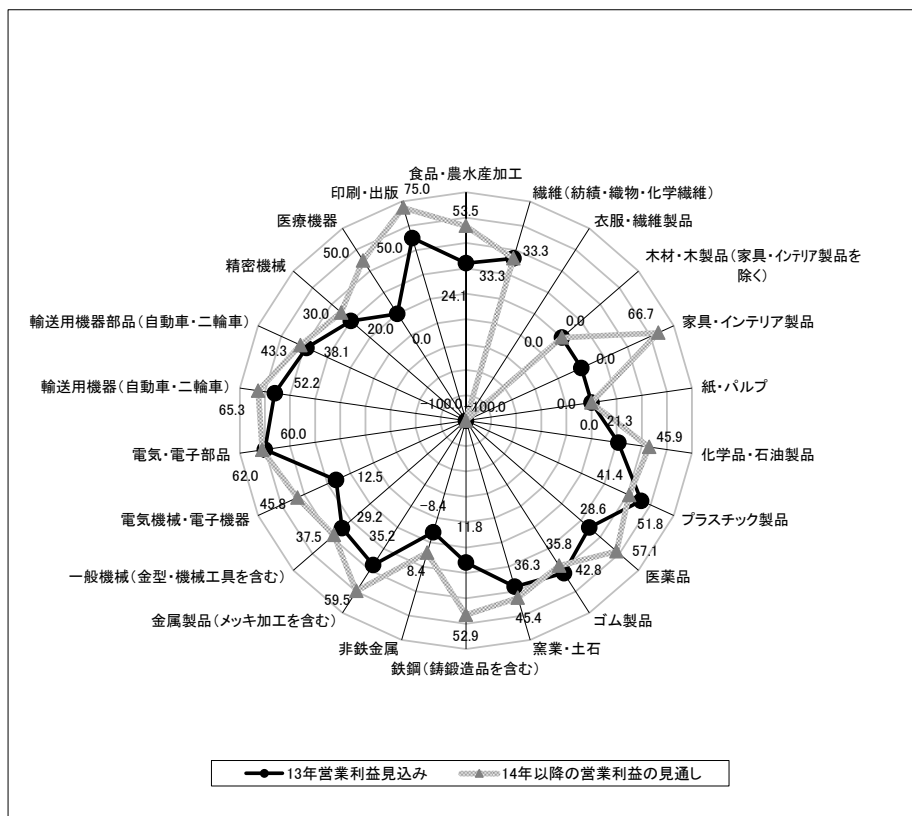 食品・農水産加工
印刷・出版
75.0
53.5
繊維(紡績・織物・化学繊維)
医療機器
衣服・繊維製品
50.0
50.0
33.3
33.3
木材・木製品(家具・インテリア製品を
除く)
精密機械
24.1
66.7
家具・インテリア製品
30.0
20.0
0.0
0.0
0.0
輸送用機器部品(自動車・二輪車)
43.3
38.1
0.0
紙・パルプ
輸送用機器(自動車・二輪車)
52.2
-100.0
-100.0
0.0
65.3
0.0
21.3
45.9
化学品・石油製品
電気・電子部品
60.0
62.0
41.4
プラスチック製品
12.5
45.8
電気機械・電子機器
28.6
51.8
29.2
-8.4
37.5
35.2
11.8
35.8
57.1
36.3
42.8
医薬品
一般機械(金型・機械工具を含む)
59.5
8.4
45.4
ゴム製品
金属製品(メッキ加工を含む)
52.9
非鉄金属
窯業・土石
鉄鋼(鋳鍛造品を含む)
13年営業利益見込み
14年以降の営業利益の見通し